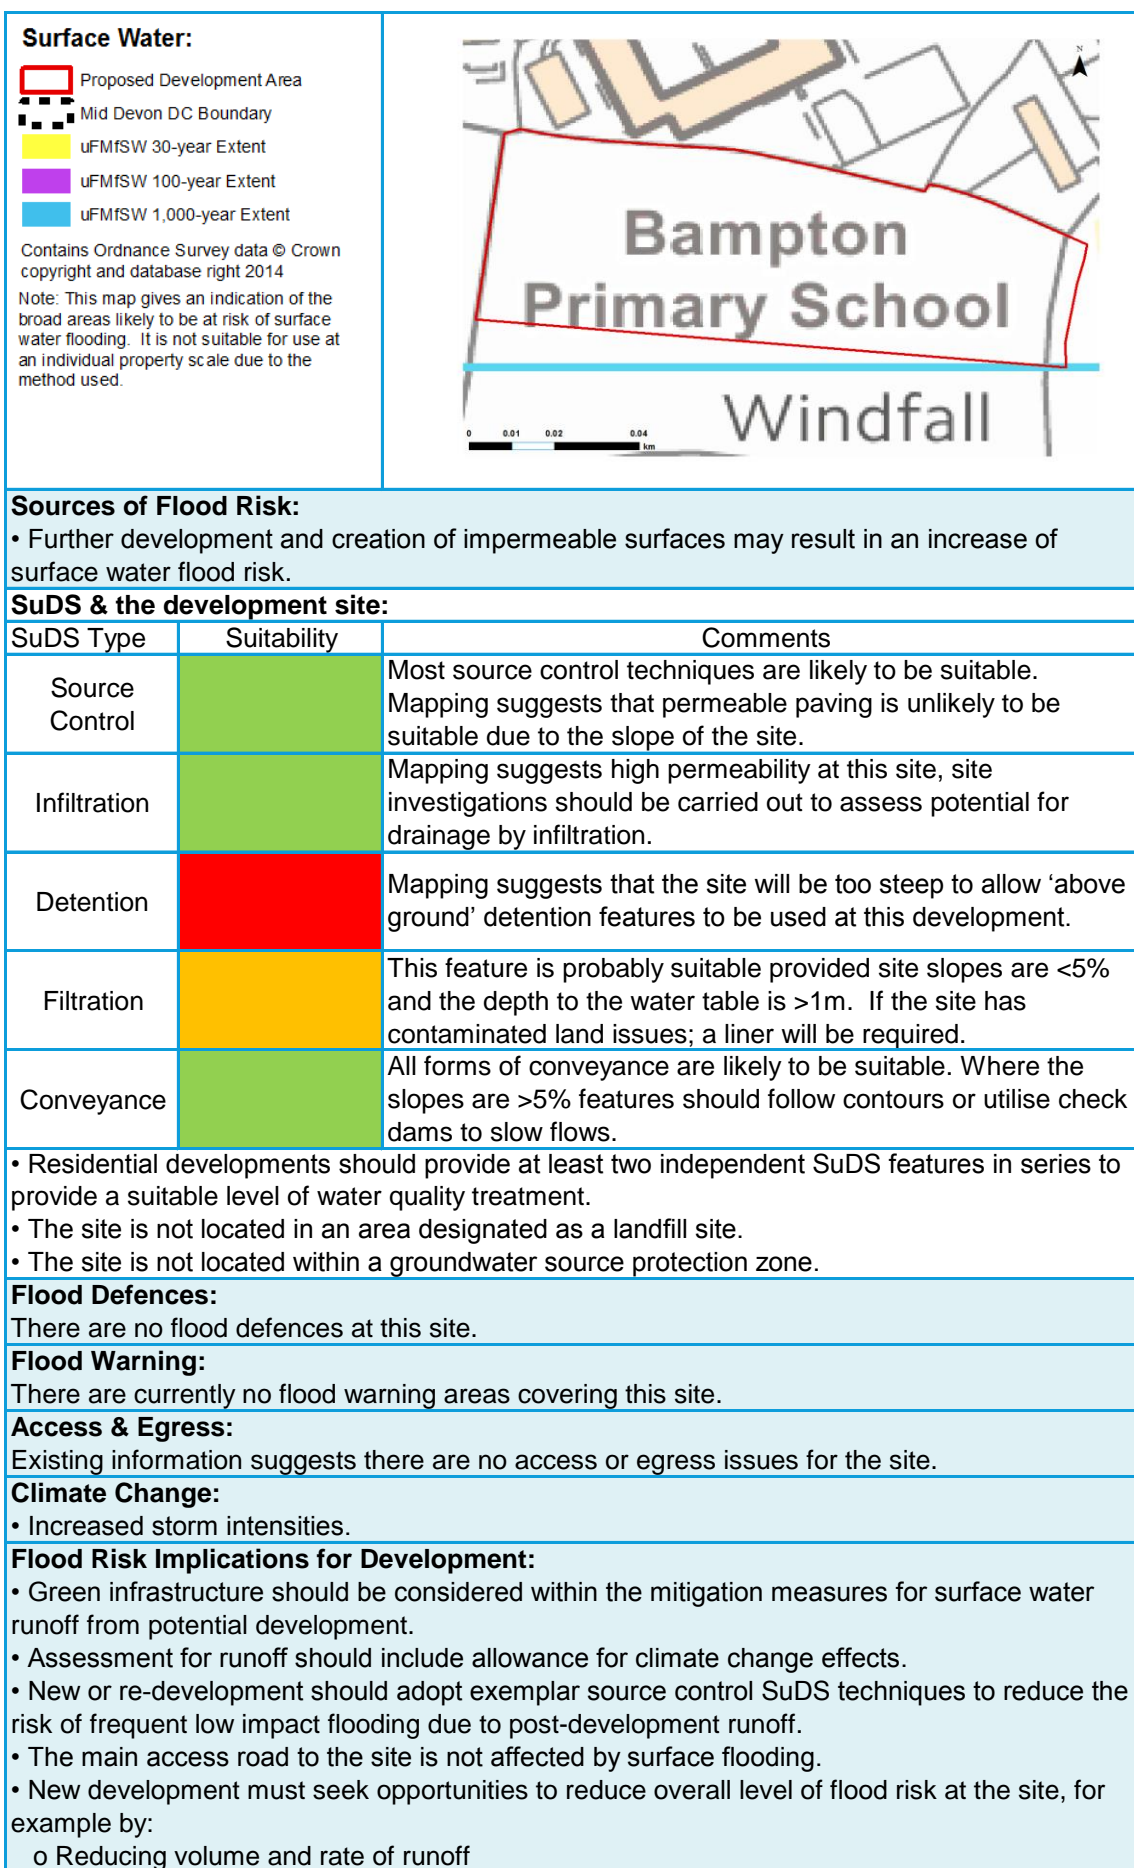 Surface Water:
Proposed Development Area
Mid Devon DC Boundary
uFMfSW 30-year Extent
uFMfSW 100-year Extent
uFMfSW 1,000-year Extent
Contains Ordnance Survey data © Crown
copyright and database right 2014
Note: This map gives an indication of the
broad areas likely to be at risk of surface
water flooding. It is not suitable for use at
an individual property scale due to the
method used.
N
Bampton
Primary School
Windfall
0 0.01 0.02 0.04
km
Sources of Flood Risk:
• Further development and creation of impermeable surfaces may result in an increase of
surface water flood risk.
SuDS & the development site:
SuDS Type Suitability Comments
Source
Control
Most source control techniques are likely to be suitable.
Mapping suggests that permeable paving is unlikely to be
suitable due to the slope of the site.
Infiltration
Mapping suggests high permeability at this site, site
investigations should be carried out to assess potential for
drainage by infiltration.
Detention
Mapping suggests that the site will be too steep to allow ‘above
ground’ detention features to be used at this development.
Filtration
This feature is probably suitable provided site slopes are <5%
and the depth to the water table is >1m. If the site has
contaminated land issues; a liner will be required.
Conveyance
All forms of conveyance are likely to be suitable. Where the
slopes are >5% features should follow contours or utilise check
dams to slow flows.
• Residential developments should provide at least two independent SuDS features in series to
provide a suitable level of water quality treatment.
• The site is not located in an area designated as a landfill site.
• The site is not located within a groundwater source protection zone.
Flood Defences:
There are no flood defences at this site.
Flood Warning:
There are currently no flood warning areas covering this site.
Access & Egress:
Existing information suggests there are no access or egress issues for the site.
Climate Change:
• Increased storm intensities.
Flood Risk Implications for Development:
• Green infrastructure should be considered within the mitigation measures for surface water
runoff from potential development.
• Assessment for runoff should include allowance for climate change effects.
• New or re-development should adopt exemplar source control SuDS techniques to reduce the
risk of frequent low impact flooding due to post-development runoff.
• The main access road to the site is not affected by surface flooding.
• New development must seek opportunities to reduce overall level of flood risk at the site, for
example by:
o Reducing volume and rate of runoff